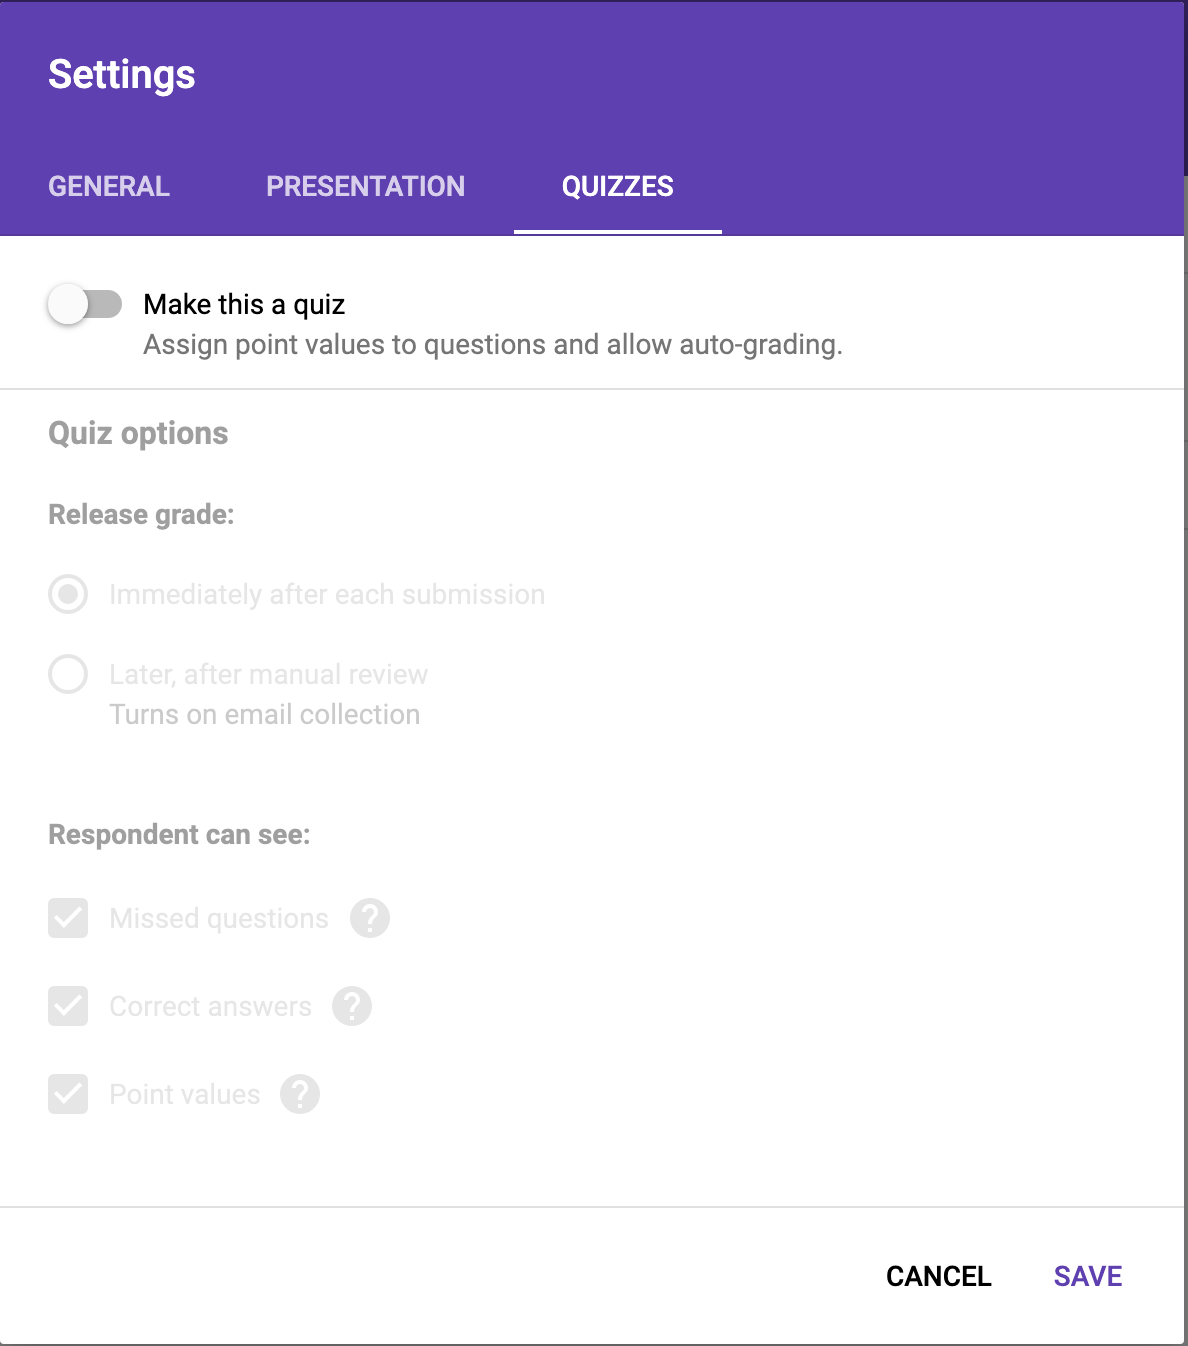 Settings
GENERAL PRESENTATION QUIZZES
Make this a quiz
Assign point values to questions and allow auto-grading.
Quiz options
Release grade:
Immediately after each submission
Later, after manual review
Turns on email collection
Respondent can see:
Missed questions ?
Correct answers ?
Point values ?
CANCEL SAVE